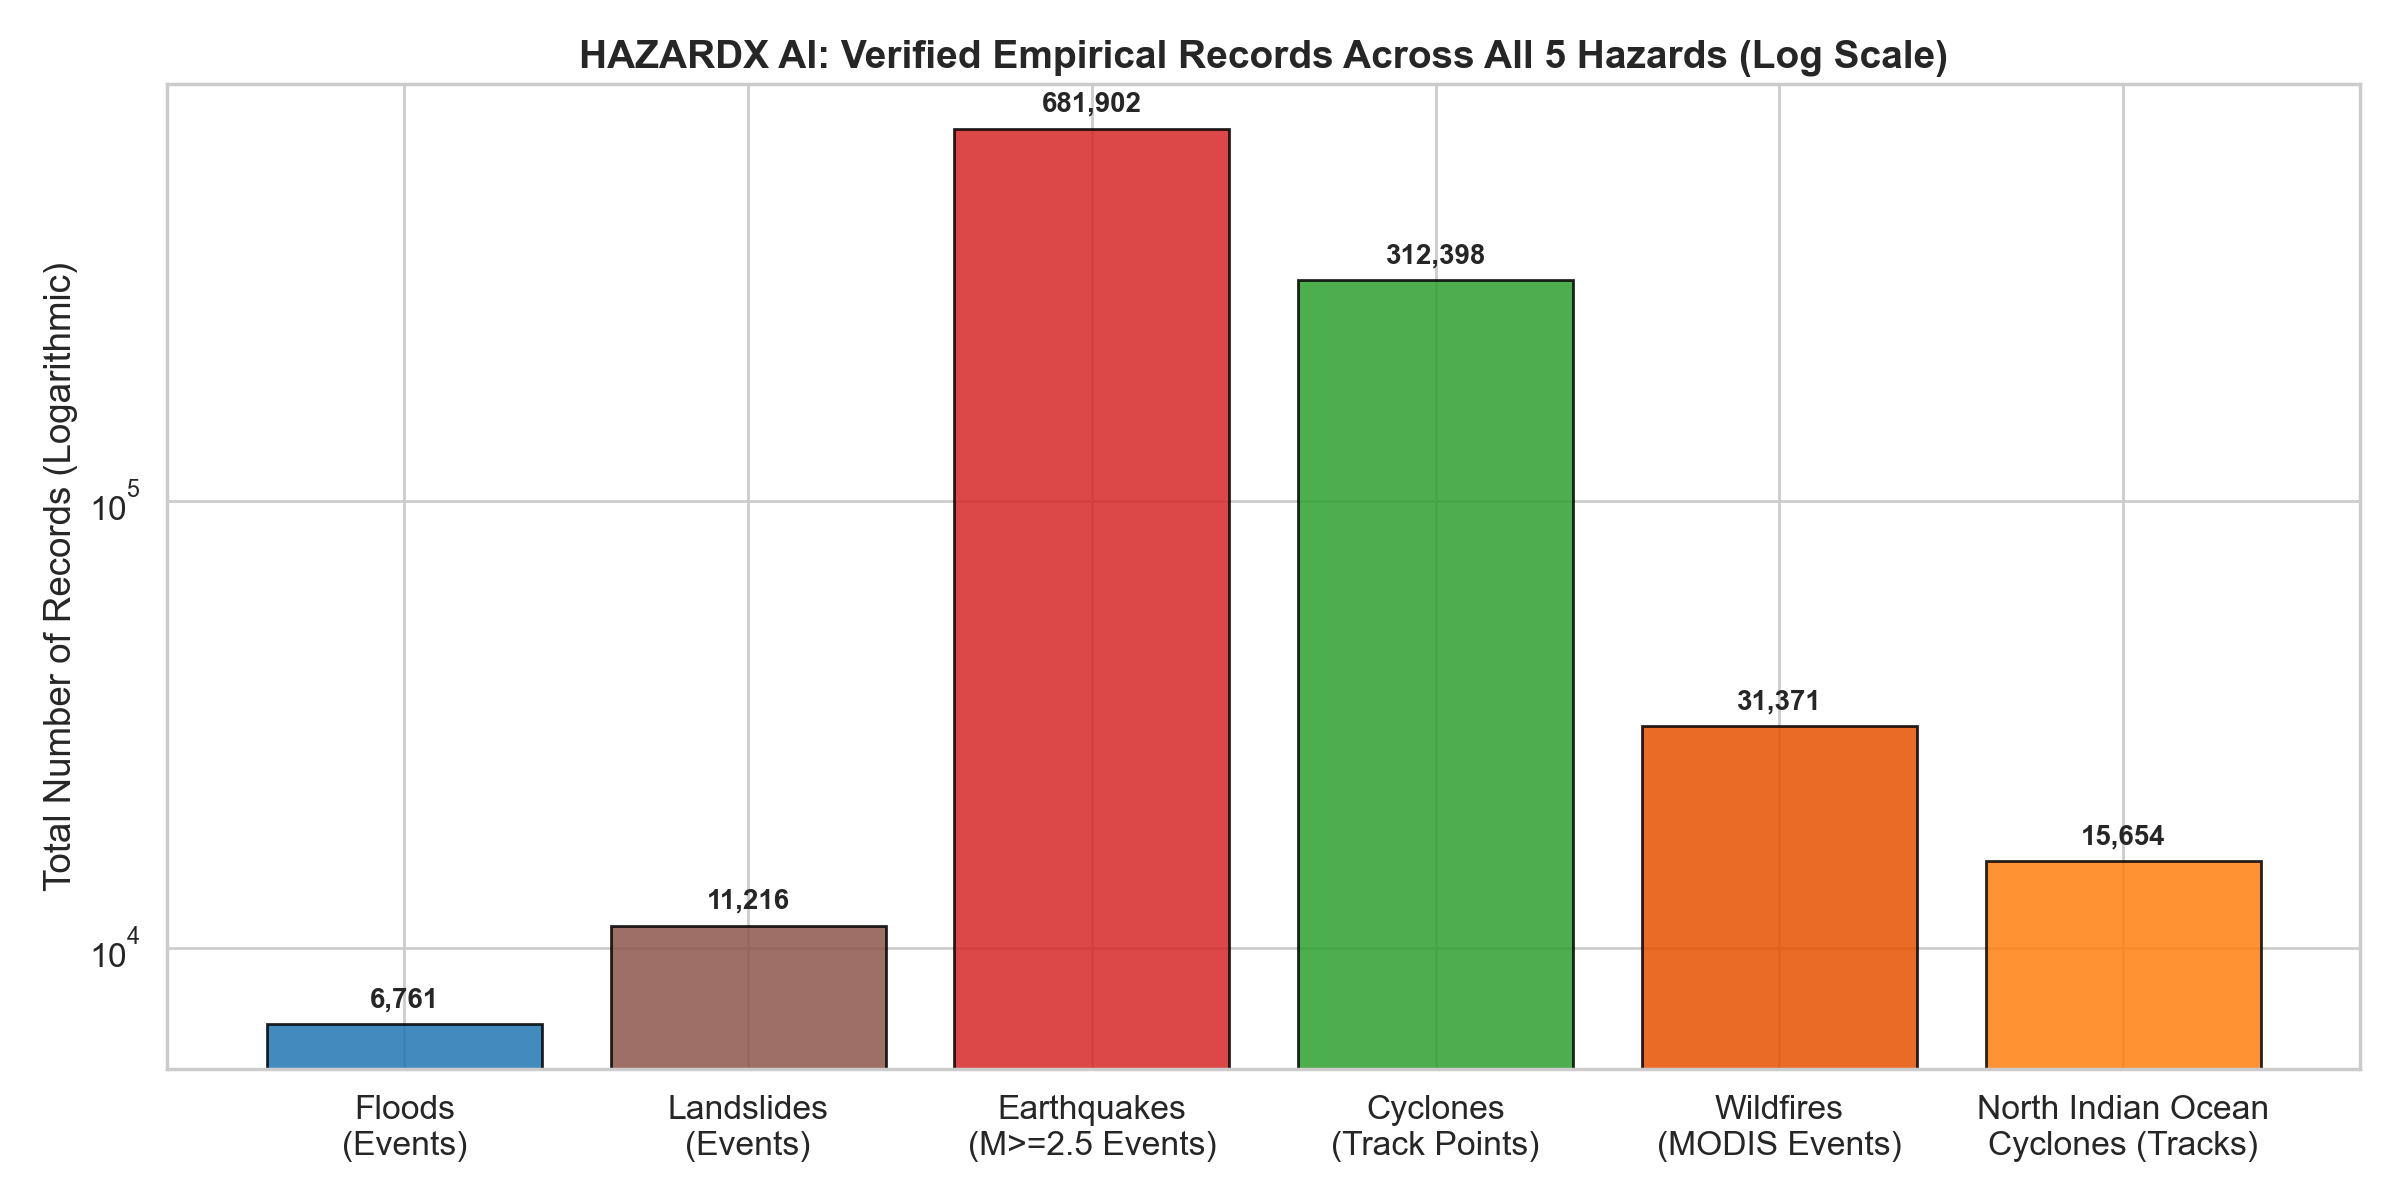 HAZARDX AI: Verified Empirical Records Across All 5 Hazards (Log Scale)
Total Number of Records (Logarithmic)
10^5
10^4
6,761
11,216
681,902
312,398
31,371
15,654
Floods
(Events)
Landslides
(Events)
Earthquakes
(M>=2.5 Events)
Cyclones
(Track Points)
Wildfires
(MODIS Events)
North Indian Ocean
Cyclones (Tracks)